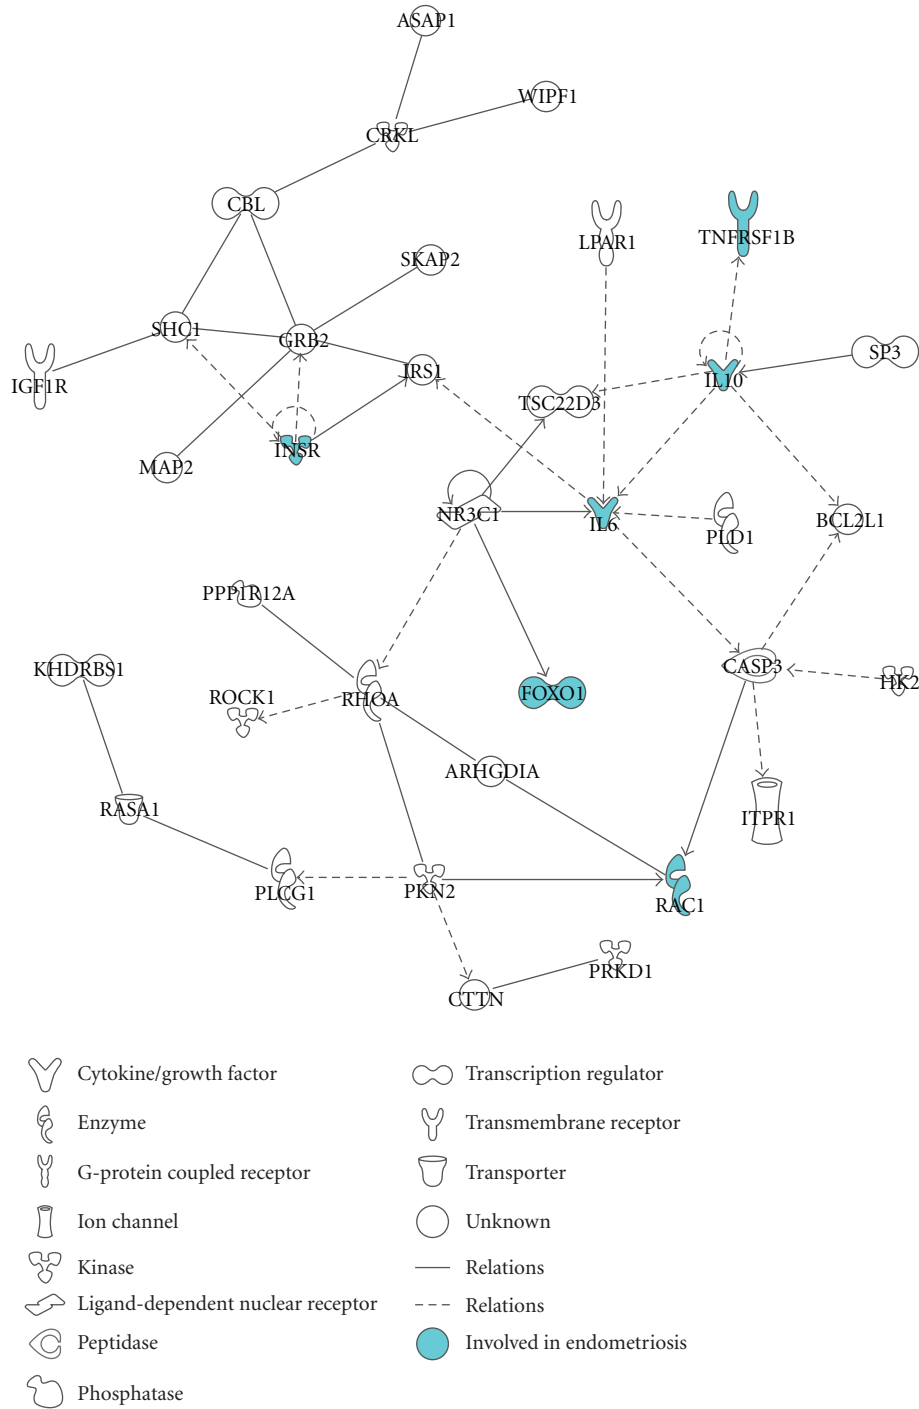 ASAP1
WIPF1
CRKL
CBL
LPAR1
TNFRSF1B
SKAP2
SHC1
GRB2
SP3
IGF1R
IRS1
IL10
TSC22D3
INSR
MAP2
NR3C1
IL6
PLD1
BCL2L1
PPP1R12A
KHDRBS1
CASP3
HK2
ROCK1
RHOA
FOXO1
ARHGDIA
RASA1
ITPR1
PLCG1
PKN2
RAC1
PRKD1
CTTN
Cytokine/growth factor
Enzyme
G-protein coupled receptor
Ion channel
Kinase
Ligand-dependent nuclear receptor
Peptidase
Phosphatase
Transcription regulator
Transmembrane receptor
Transporter
Unknown
Relations
Relations
Involved in endometriosis